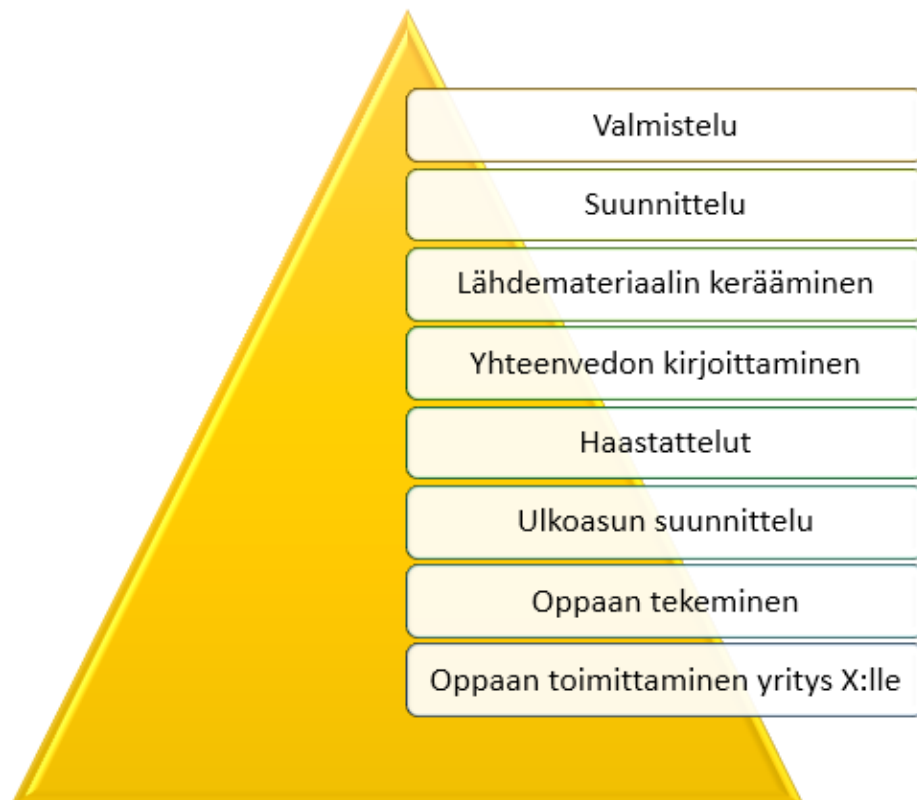 Valmistelu
Suunnittelu
Lähdemateriaalin kerääminen
Yhteenvedon kirjoittaminen
Haastattelut
Ulkoasun suunnittelu
Oppaan tekeminen
Oppaan toimittaminen yritys X:lle